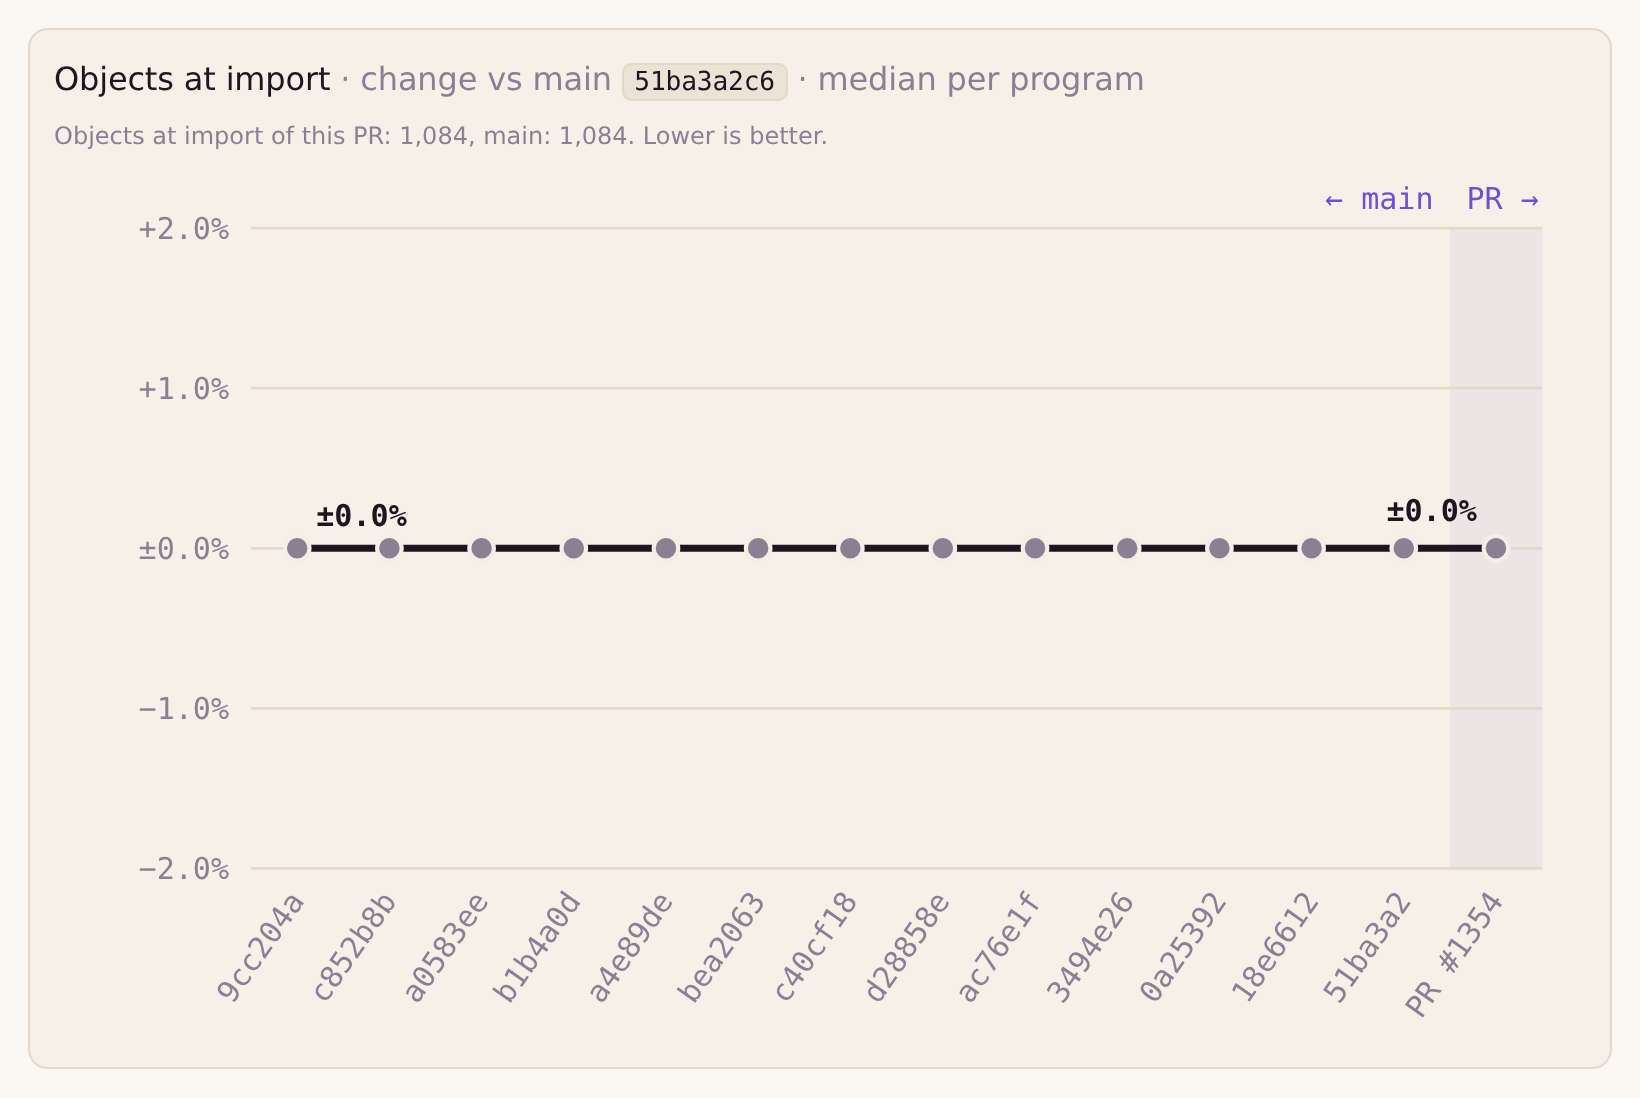 Objects at import · change vs main 51ba3a2c6 · median per program
Objects at import of this PR: 1,084, main: 1,084. Lower is better.
← main PR →
+2.0%
+1.0%
±0.0% ±0.0%
±0.0%
−1.0%
−2.0%
9cc204a c852b8b a0583ee b1b4a0d a4e89de bea2063 c40cf18 d28858e ac76e1f 3494e26 0a25392 18e6612 51ba3a2 PR #1354